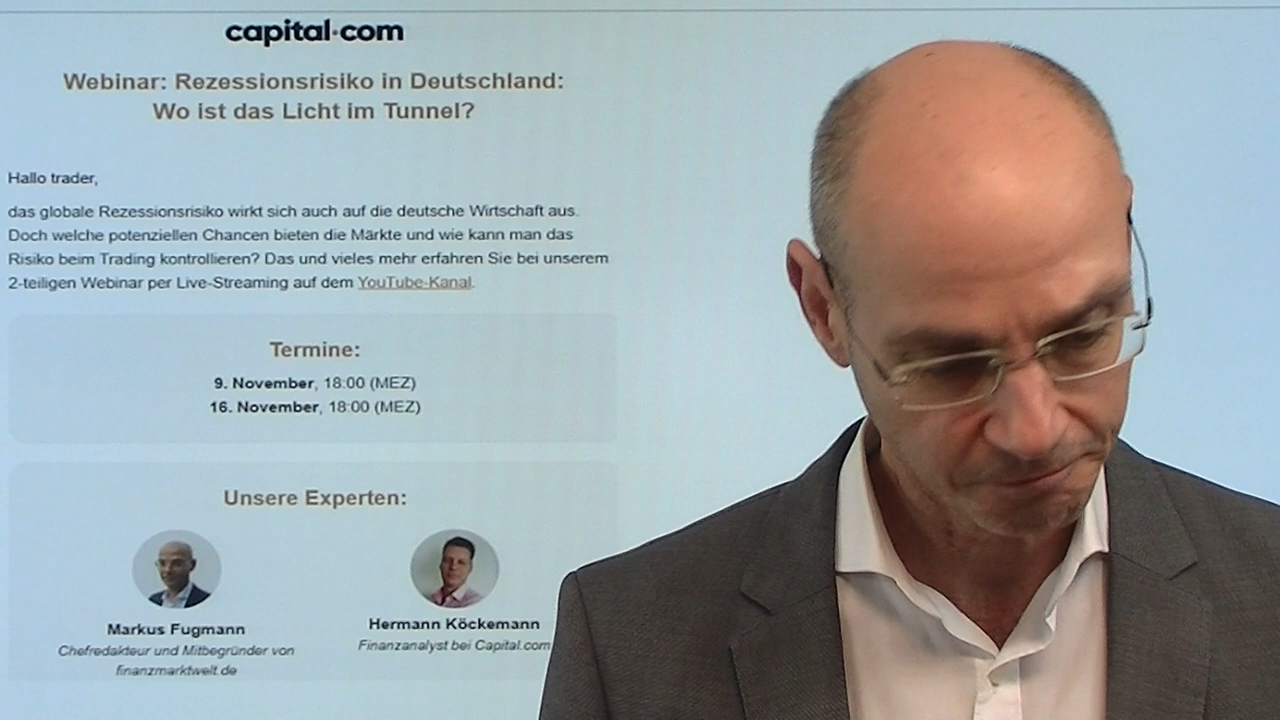 capital.com
Webinar: Rezessionsrisiko in Deutschland:
Wo ist das Licht im Tunnel?
Hallo trader,
das globale Rezessionsrisiko wirkt sich auch auf die deutsche Wirtschaft aus.
Doch welche potenziellen Chancen bieten die Märkte und wie kann man das
Risiko beim Trading kontrollieren? Das und vieles mehr erfahren Sie bei unserem
2-teiligen Webinar per Live-Streaming auf dem YouTube-Kanal.
Termine:
9. November, 18:00 (MEZ)
16. November, 18:00 (MEZ)
Unsere Experten:
Markus Fugmann
Chefredakteur und Mitbegründer von
finanzmarktwelt.de
Hermann Köckemann
Finanzanalyst bei Capital.com